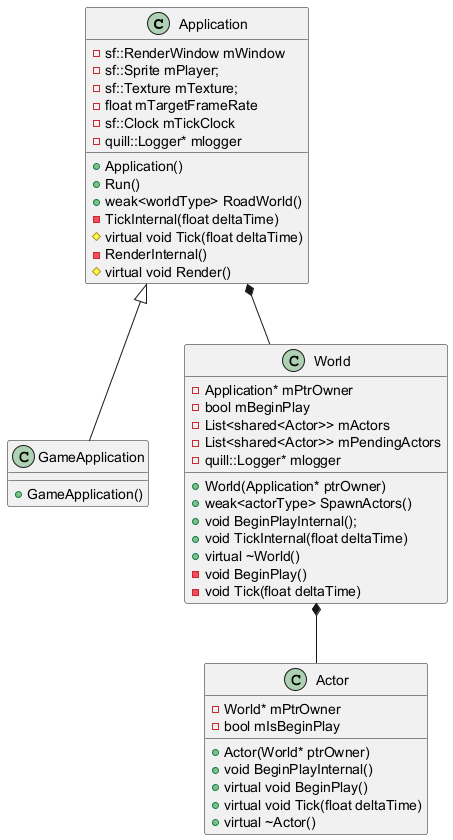 C Application
sf::RenderWindow mWindow
sf::Sprite mPlayer;
sf::Texture mTexture;
float mTargetFrameRate
sf::Clock mTickClock
quill::Logger* mlogger
Application()
Run()
weak<worldType> RoadWorld()
TickInternal(float deltaTime)
virtual void Tick(float deltaTime)
RenderInternal()
virtual void Render()
C World
Application* mPtrOwner
bool mBeginPlay
List<shared<Actor>> mActors
List<shared<Actor>> mPendingActors
quill::Logger* mlogger
World(Application* ptrOwner)
weak<actorType> SpawnActors()
void BeginPlayInternal();
void TickInternal(float deltaTime)
virtual ~World()
void BeginPlay()
void Tick(float deltaTime)
C GameApplication
GameApplication()
C Actor
World* mPtrOwner
bool mIsBeginPlay
Actor(World* ptrOwner)
void BeginPlayInternal()
virtual void BeginPlay()
virtual void Tick(float deltaTime)
virtual ~Actor()